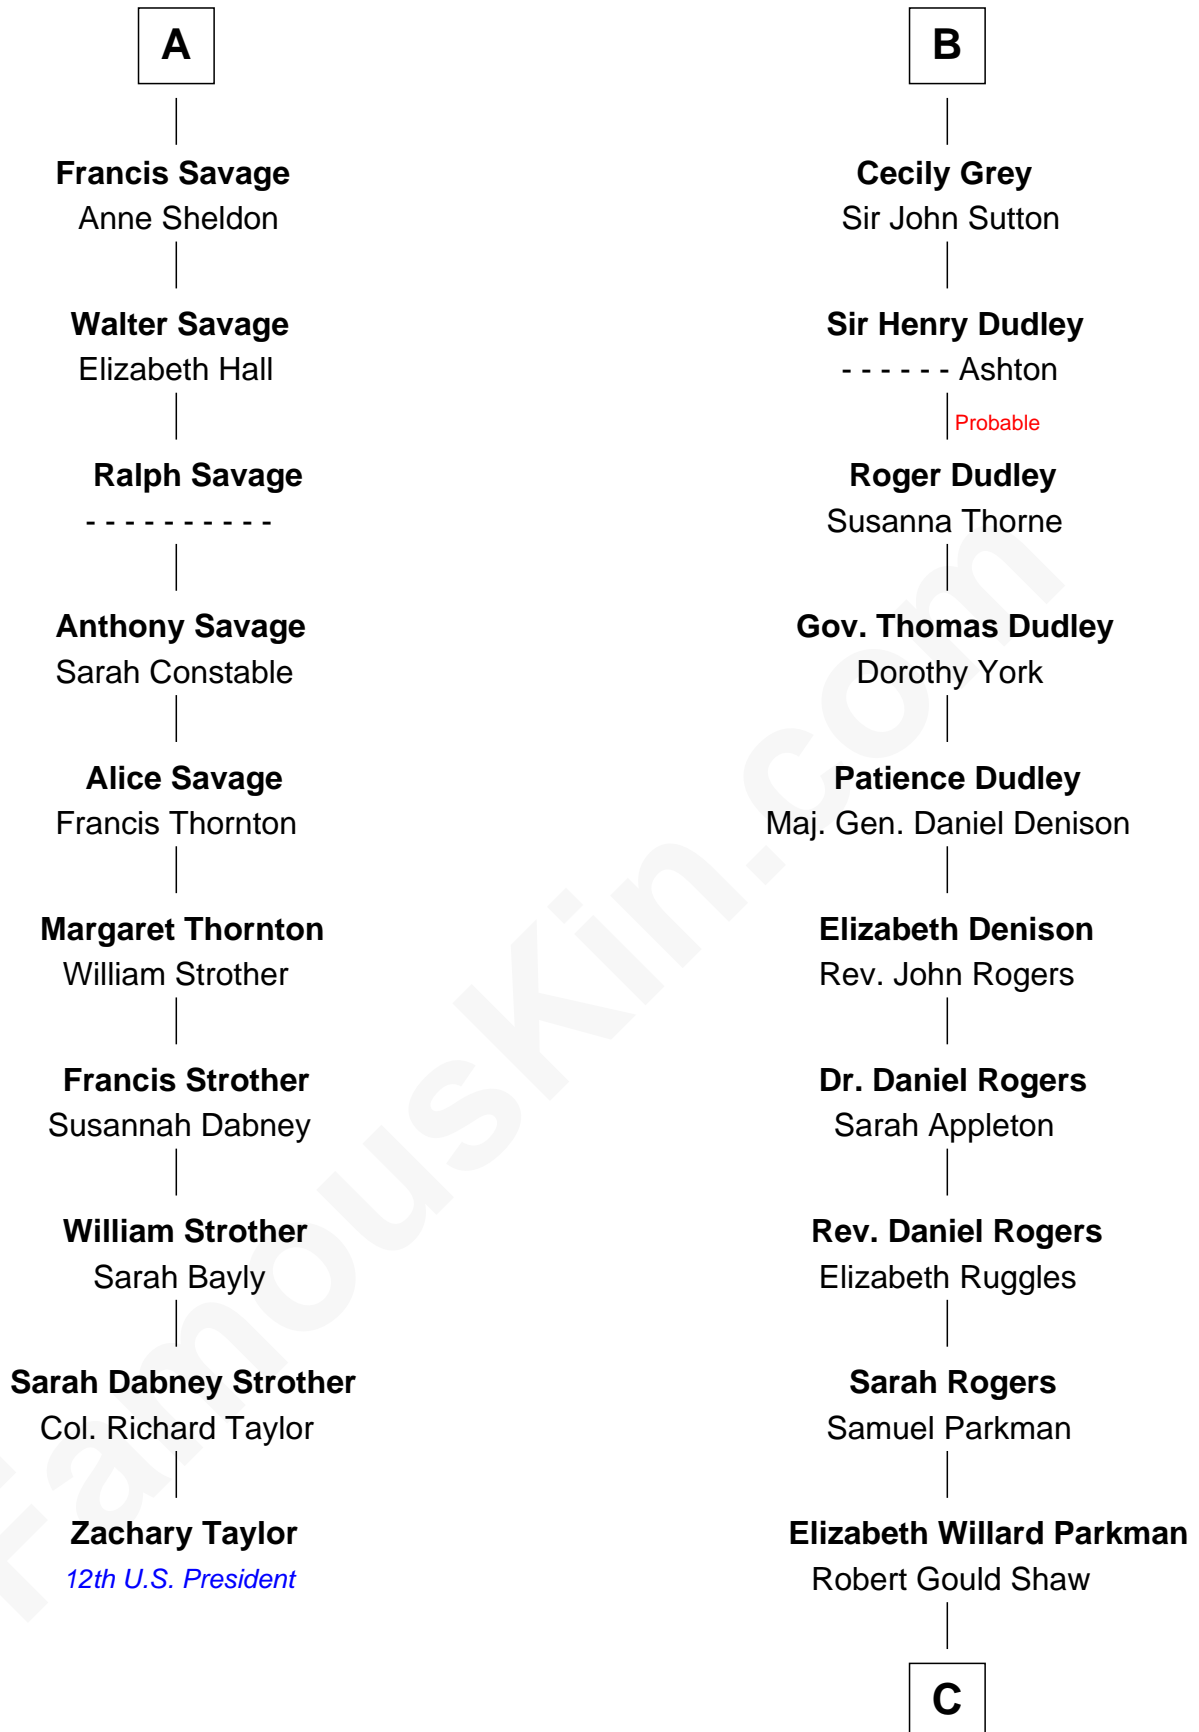 A
Francis Savage
Anne Sheldon
Walter Savage
Elizabeth Hall
Ralph Savage
- - - - - - - - - -
Anthony Savage
Sarah Constable
Alice Savage
Francis Thornton
Margaret Thornton
William Strother
Francis Strother
Susannah Dabney
William Strother
Sarah Bayly
Sarah Dabney Strother
Col. Richard Taylor
Zachary Taylor
12th U.S. President
B
Cecily Grey
Sir John Sutton
Sir Henry Dudley
- - - - - - Ashton
Probable
Roger Dudley
Susanna Thorne
Gov. Thomas Dudley
Dorothy York
Patience Dudley
Maj. Gen. Daniel Denison
Elizabeth Denison
Rev. John Rogers
Dr. Daniel Rogers
Sarah Appleton
Rev. Daniel Rogers
Elizabeth Ruggles
Sarah Rogers
Samuel Parkman
Elizabeth Willard Parkman
Robert Gould Shaw
C
FamousKin.com